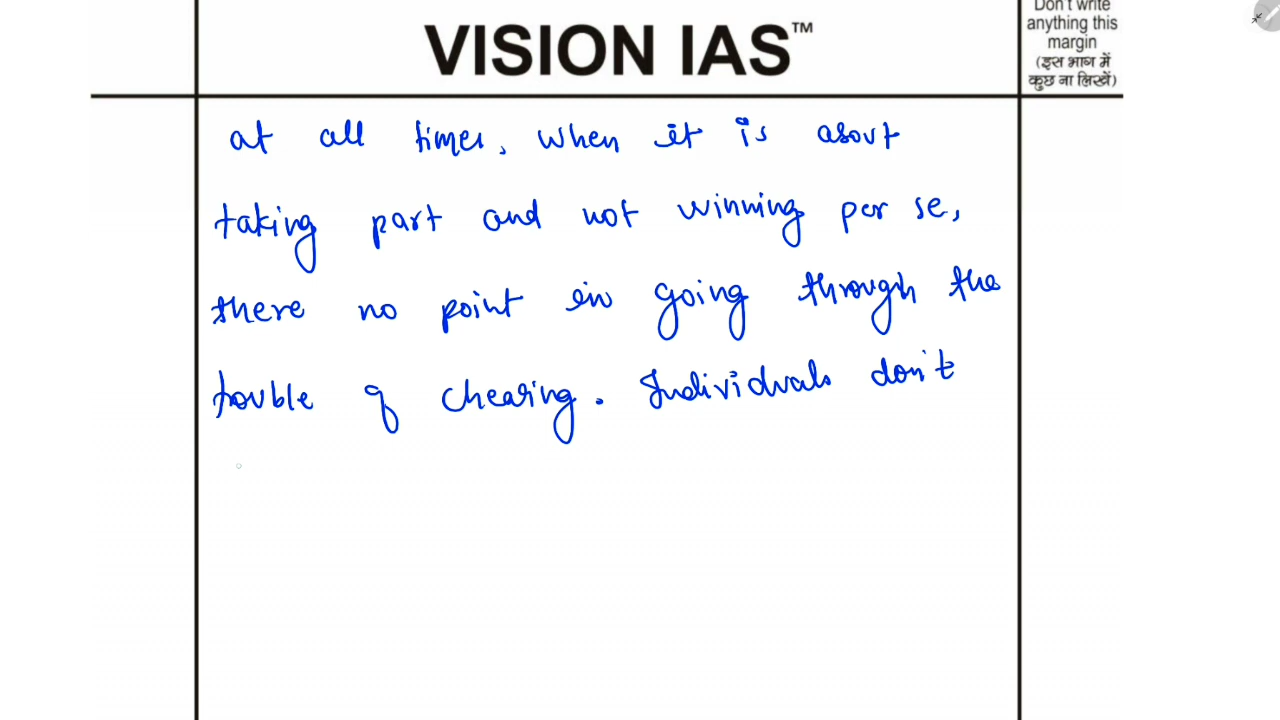 VISION IAS™
Don't write
anything this
margin
(इस भाग में
कुछ ना लिखें)
at all times, when it is about
taking part and not winning per se,
there no point in going through the
trouble of cheating. Individuals don't